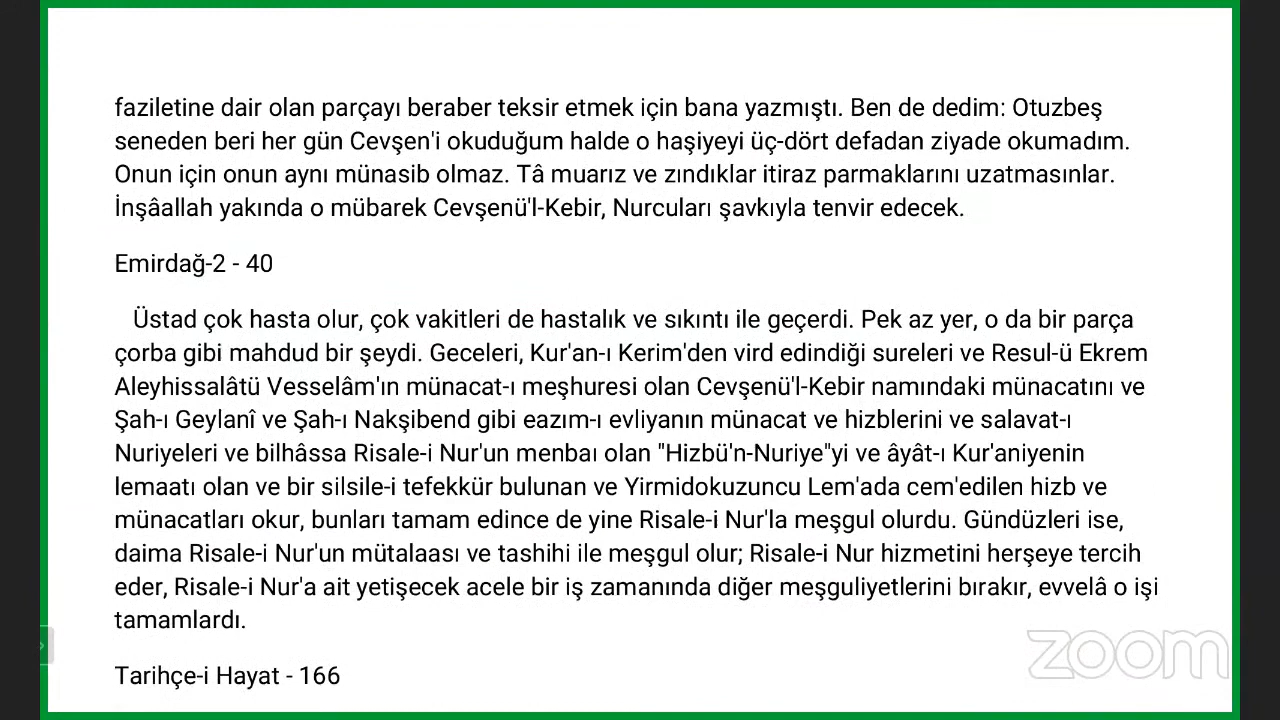 faziletine dair olan parçayı beraber teksir etmek için bana yazmıştı. Ben de dedim: Otuzbeş
seneden beri her gün Cevşen'i okuduğum halde o haşiyeyi üç-dört defadan ziyade okumadım.
Onun için onun aynı münasib olmaz. Tâ muarız ve zındıklar itiraz parmaklarını uzatmasınlar.
İnşâallah yakında o mübarek Cevşenü'l-Kebir, Nurcuları şavkıyla tenvir edecek.
Emirdağ-2 - 40
Üstad çok hasta olur, çok vakitleri de hastalık ve sıkıntı ile geçerdi. Pek az yer, o da bir parça
çorba gibi mahdud bir şeydi. Geceleri, Kur'an-ı Kerim'den vird edindiği sureleri ve Resul-ü Ekrem
Aleyhissalâtü Vesselâm'ın münacat-ı meşhuresi olan Cevşenü'l-Kebir namındaki münacatını ve
Şah-ı Geylanî ve Şah-ı Nakşibend gibi eazım-ı evliyanın münacat ve hizblerini ve salavat-ı
Nuriyeleri ve bilhâssa Risale-i Nur'un menbaı olan "Hizbü'n-Nuriye"yi ve âyât-ı Kur'aniyenin
lemaatı olan ve bir silsile-i tefekkür bulunan ve Yirmidokuzuncu Lem'ada cem'edilen hizb ve
münacatları okur, bunları tamam edince de yine Risale-i Nur'la meşgul olurdu. Gündüzleri ise,
daima Risale-i Nur'un mütalaası ve tashihi ile meşgul olur; Risale-i Nur hizmetini herşeye tercih
eder, Risale-i Nur'a ait yetişecek acele bir iş zamanında diğer meşguliyetlerini bırakır, evvelâ o işi
tamamlardı.
zoom
Tarihçe-i Hayat - 166